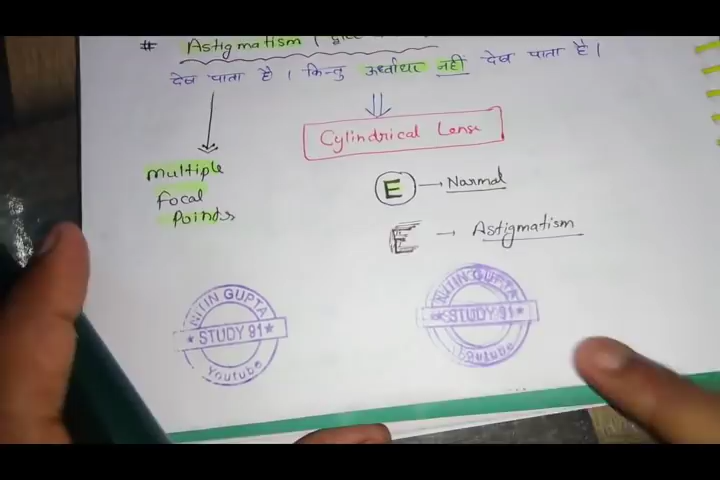 # Astigmatism (
देख पाता है । किन्तु ऊर्ध्वाधर नहीं देख पाता है ।
Cylindrical Lense
Multiple
focal
Points
E → Normal
E → Astigmatism
NITIN GUPTA
* STUDY 91 *
Youtube
NITIN GUPTA
* STUDY 91 *
Youtube